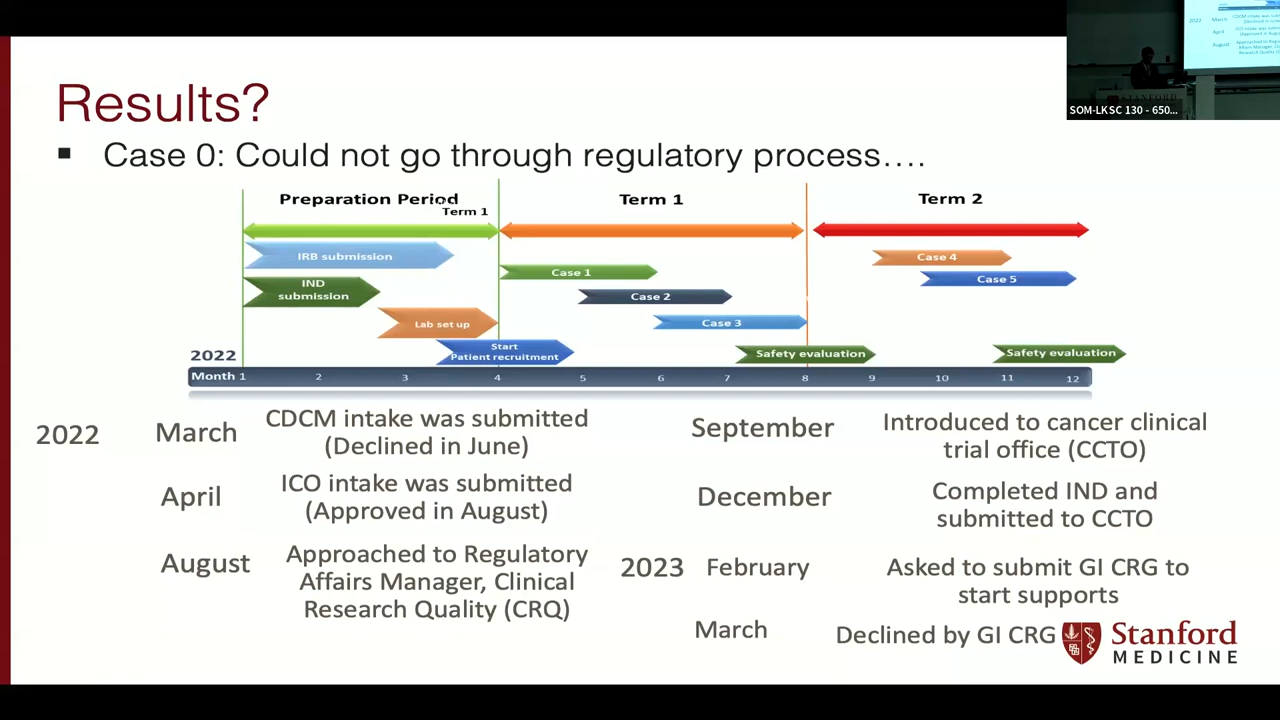 Results?
▪ Case 0: Could not go through regulatory process….
Preparation Period
Term 1
Term 1
Term 2
IRB submission
IND
submission
Lab set up
Start
Patient recruitment
Case 1
Case 2
Case 3
Case 4
Case 5
Safety evaluation
Safety evaluation
2022
Month 1 2 3 4 5 6 7 8 9 10 11 12
2022
March
CDCM intake was submitted
(Declined in June)
April
ICO intake was submitted
(Approved in August)
August
Approached to Regulatory
Affairs Manager, Clinical
Research Quality (CRQ)
September
Introduced to cancer clinical
trial office (CCTO)
December
Completed IND and
submitted to CCTO
2023
February
Asked to submit GI CRG to
start supports
March
Declined by GI CRG
Stanford
MEDICINE
STANFORD
SOM-LKSC 130 - 650...